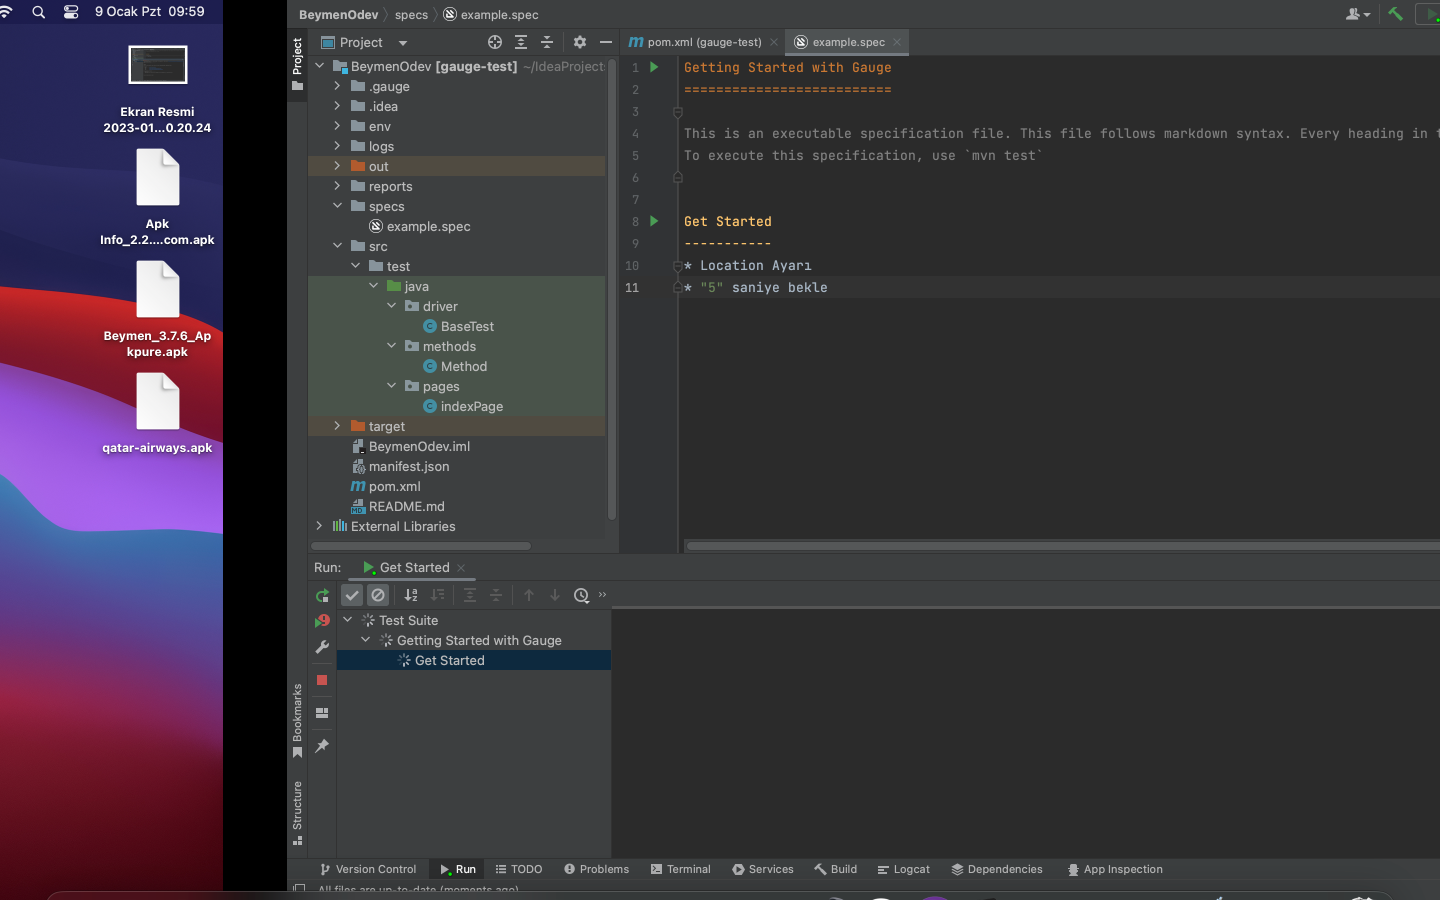 9 Ocak Pzt 09:59
Ekran Resmi
2023-01...0.20.24
Apk
Info_2.2....com.apk
Beymen_3.7.6_Ap
kpure.apk
qatar-airways.apk
BeymenOdev
specs
example.spec
Project
Project
pom.xml (gauge-test)
example.spec
BeymenOdev [gauge-test] ~/IdeaProject
.gauge
.idea
env
logs
out
reports
specs
example.spec
src
test
java
driver
BaseTest
methods
Method
pages
indexPage
target
BeymenOdev.iml
manifest.json
pom.xml
README.md
External Libraries
1 Getting Started with Gauge
2 ==========================
3
4 This is an executable specification file. This file follows markdown syntax. Every heading in
5 To execute this specification, use `mvn test`
6
7
8 Get Started
9 -----------
10 * Location Ayarı
11 * "5" saniye bekle
Run:
Get Started
Test Suite
Getting Started with Gauge
Get Started
Bookmarks
Structure
Version Control
Run
TODO
Problems
Terminal
Services
Build
Logcat
Dependencies
App Inspection
All files are up-to-date (moments ago)